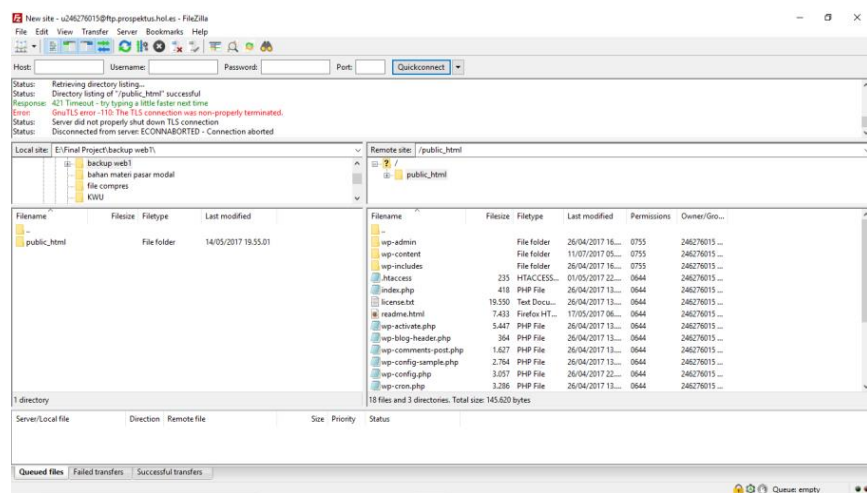 New site - u246276015@ftp.prospektus.hol.es - FileZilla
File Edit View Transfer Server Bookmarks Help
Host: Username: Password: Port: Quickconnect
Status: Retrieving directory listing...
Status: Directory listing of "/public_html" successful
Response: 421 Timeout - try typing a little faster next time
Error: GnuTLS error -110: The TLS connection was non-properly terminated.
Status: Server did not properly shut down TLS connection
Status: Disconnected from server: ECONNABORTED - Connection aborted
Local site: E:\Final Project\backup web1\
backup web1
bahan materi pasar modal
file compres
KWU
Remote site: /public_html
/
public_html
Filename Filesize Filetype Last modified
..
public_html File folder 14/05/2017 19.55.01
1 directory
Filename Filesize Filetype Last modified Permissions Owner/Gro...
..
wp-admin File folder 26/04/2017 16.... 0755 246276015 ...
wp-content File folder 11/07/2017 05.... 0755 246276015 ...
wp-includes File folder 26/04/2017 16.... 0755 246276015 ...
.htaccess 235 HTACCESS... 01/05/2017 22.... 0644 246276015 ...
index.php 418 PHP File 26/04/2017 13.... 0644 246276015 ...
license.txt 19.550 Text Docu... 26/04/2017 13.... 0644 246276015 ...
readme.html 7.433 Firefox HT... 17/05/2017 06.... 0644 246276015 ...
wp-activate.php 5.447 PHP File 26/04/2017 13.... 0644 246276015 ...
wp-blog-header.php 364 PHP File 26/04/2017 13.... 0644 246276015 ...
wp-comments-post.php 1.627 PHP File 26/04/2017 13.... 0644 246276015 ...
wp-config-sample.php 2.764 PHP File 26/04/2017 13.... 0644 246276015 ...
wp-config.php 3.057 PHP File 26/04/2017 22.... 0644 246276015 ...
wp-cron.php 3.286 PHP File 26/04/2017 13.... 0644 246276015 ...
18 files and 3 directories. Total size: 145.620 bytes
Server/Local file Direction Remote file Size Priority Status
Queued files Failed transfers Successful transfers
Queue: empty